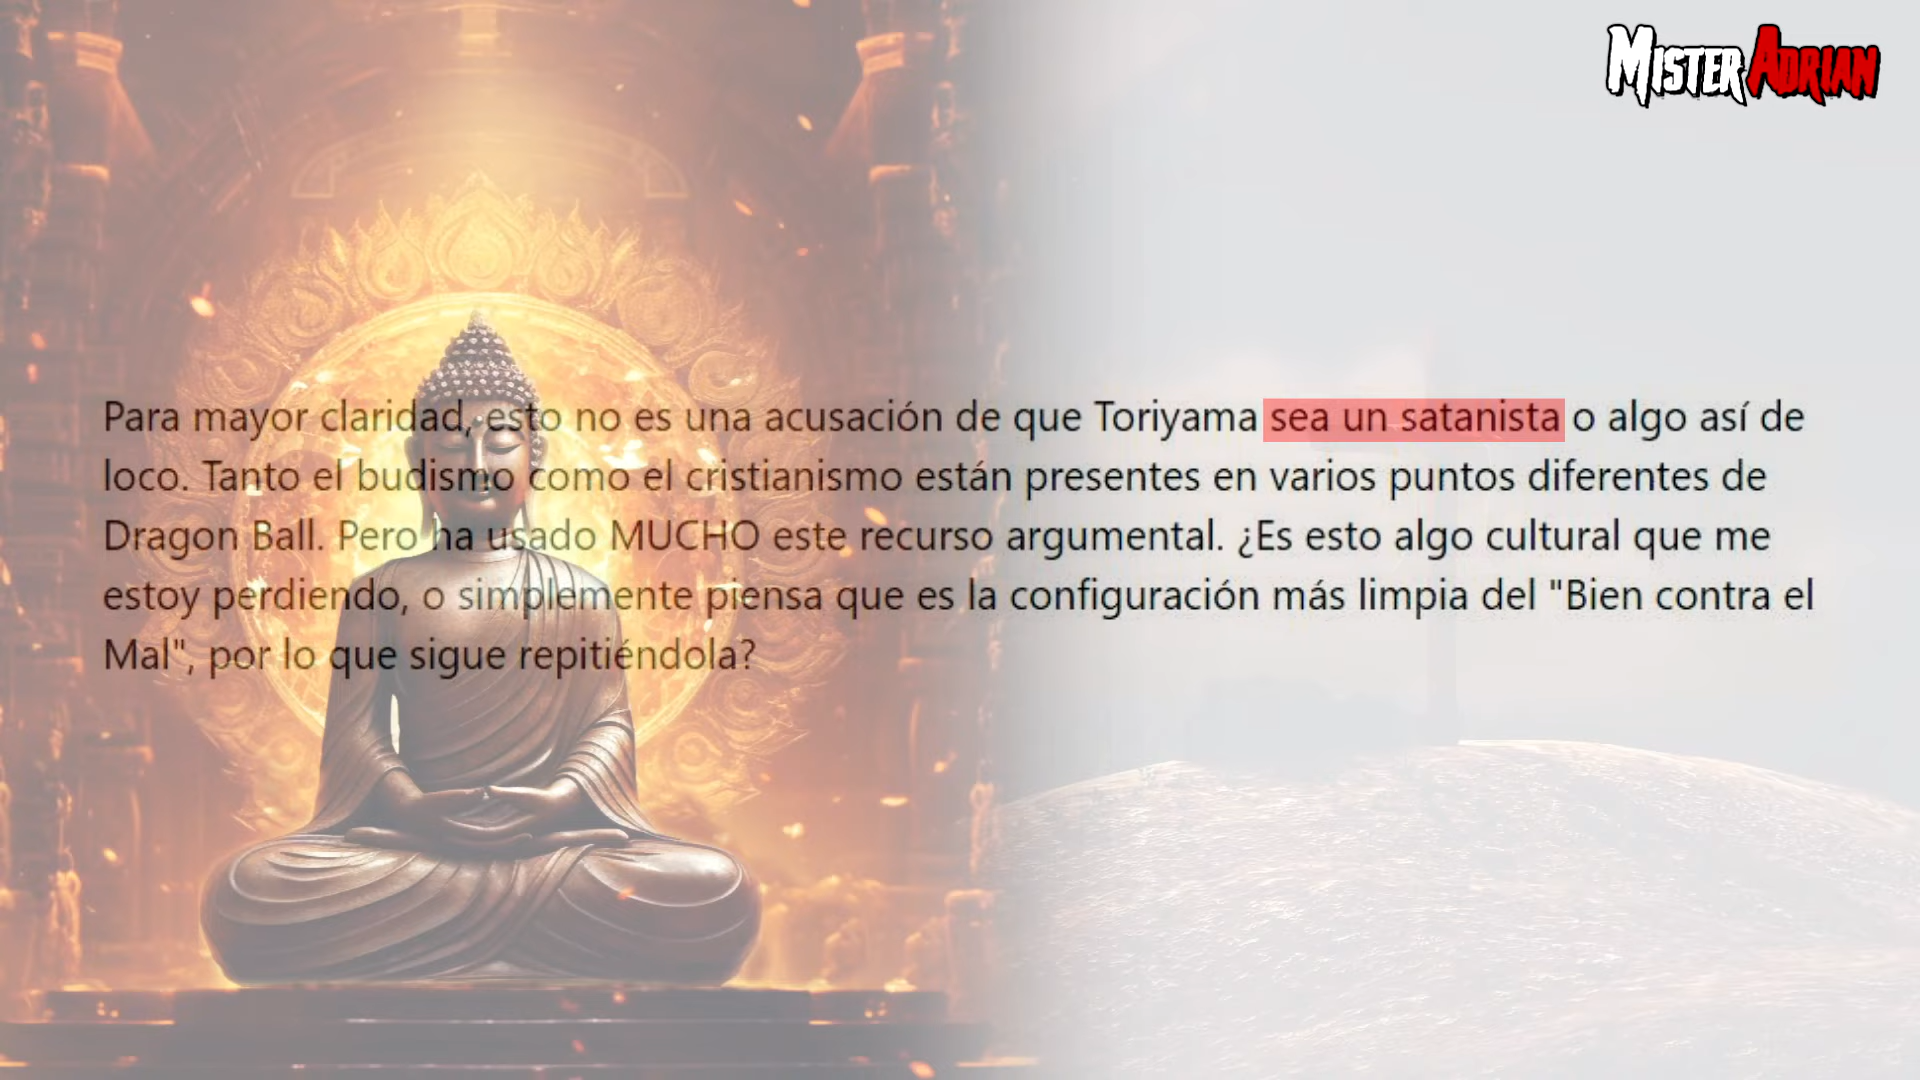 MISTER ADRIAN
Para mayor claridad, esto no es una acusación de que Toriyama sea un satanista o algo así de
loco. Tanto el budismo como el cristianismo están presentes en varios puntos diferentes de
Dragon Ball. Pero ha usado MUCHO este recurso argumental. ¿Es esto algo cultural que me
estoy perdiendo, o simplemente piensa que es la configuración más limpia del "Bien contra el
Mal", por lo que sigue repitiéndola?